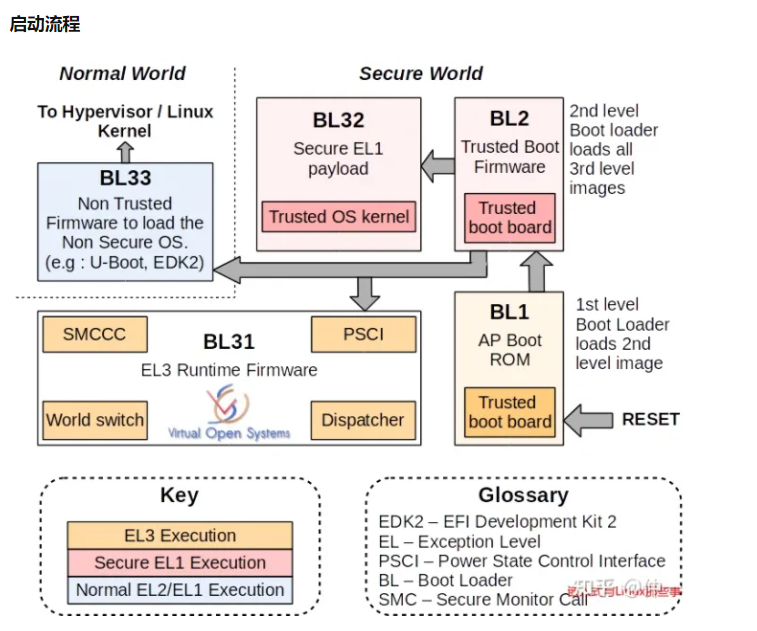 启动流程
Normal World
Secure World
To Hypervisor / Linux
Kernel
BL33
Non Trusted
Firmware to load the
Non Secure OS.
(e.g : U-Boot, EDK2)
BL32
Secure EL1
payload
Trusted OS kernel
BL2
Trusted Boot
Firmware
Trusted
boot board
2nd level
Boot loader
loads all
3rd level
images
SMCCC
BL31
PSCI
EL3 Runtime Firmware
World switch
Virtual Open Systems
Dispatcher
BL1
AP Boot
ROM
Trusted
boot board
1st level
Boot Loader
loads 2nd
level image
RESET
Key
EL3 Execution
Secure EL1 Execution
Normal EL2/EL1 Execution
Glossary
EDK2 – EFI Development Kit 2
EL – Exception Level
PSCI – Power State Control Interface
BL – Boot Loader
SMC – Secure Monitor Call
知乎